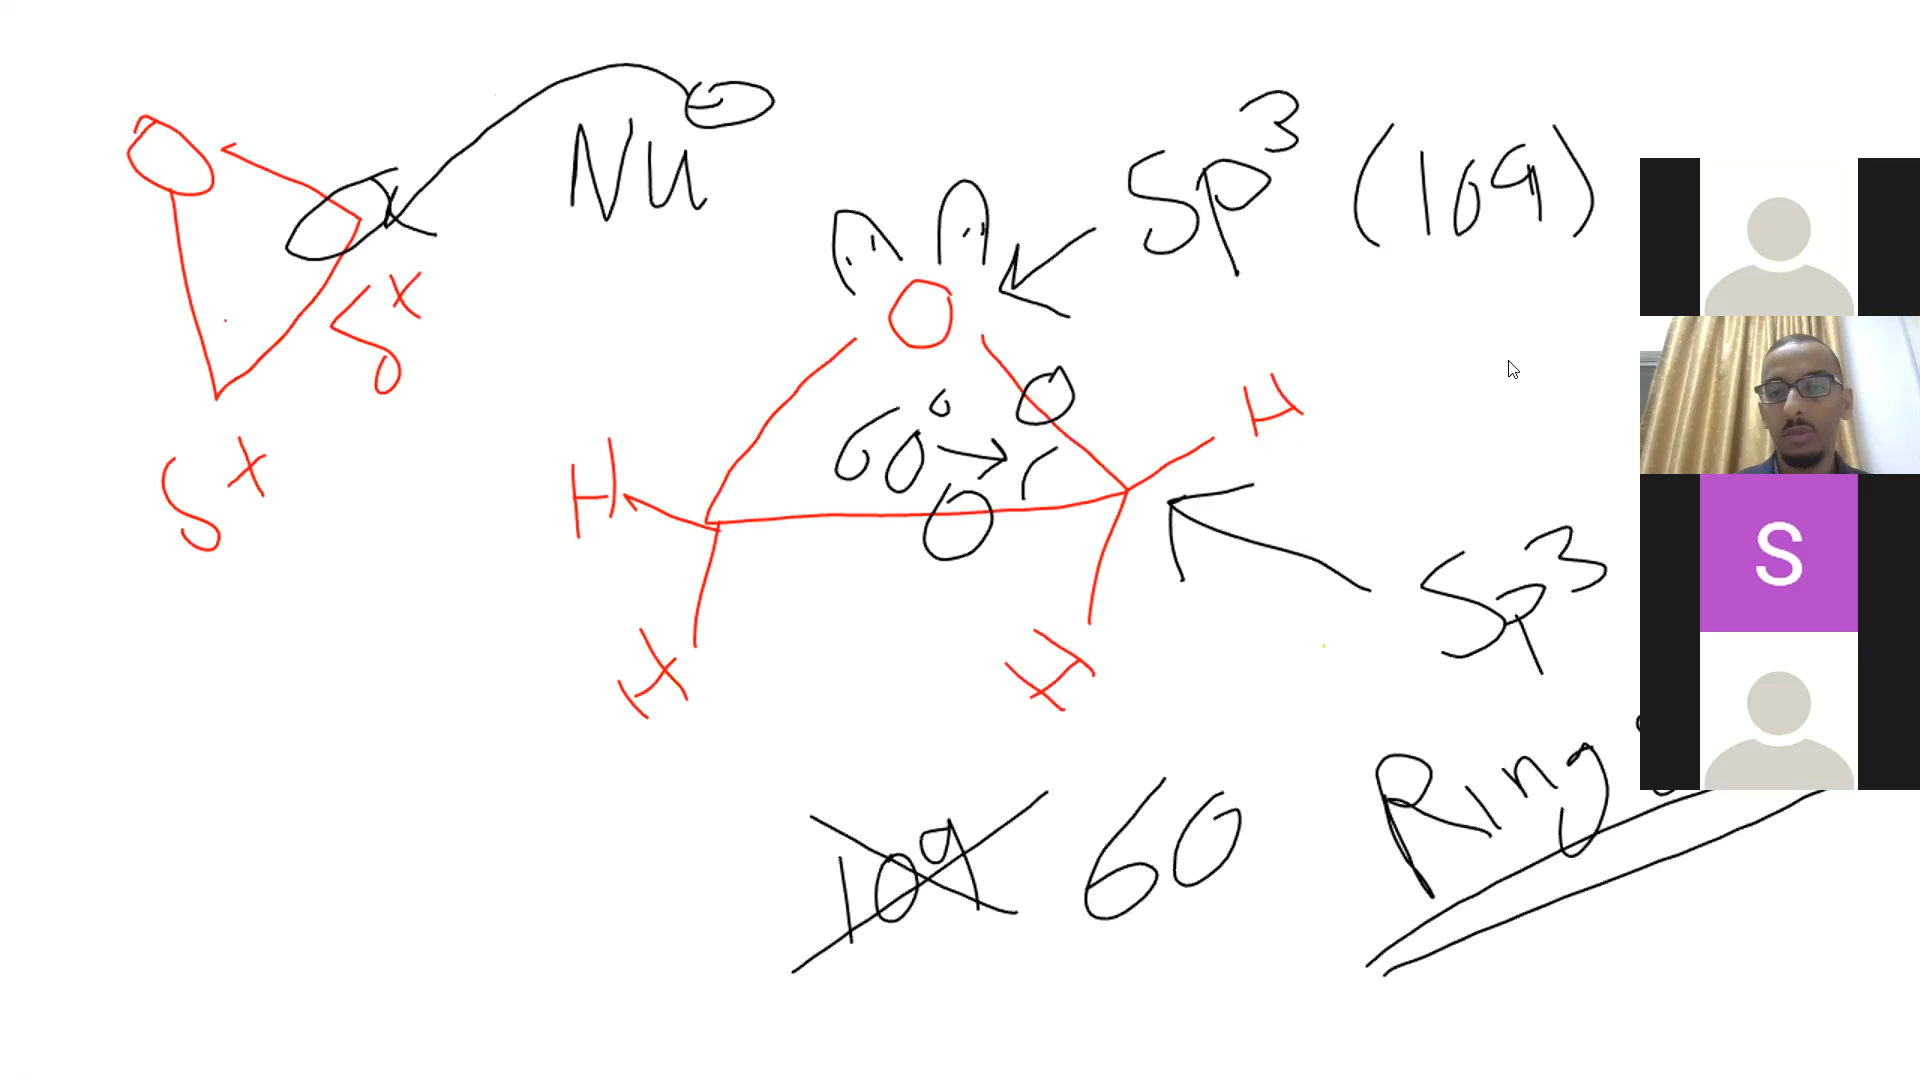 Nu⊖
Sp³ (109)
O
δ⁺
O
60°
H
H
δ⁺
H
H
Sp³
109 60
Ring
S